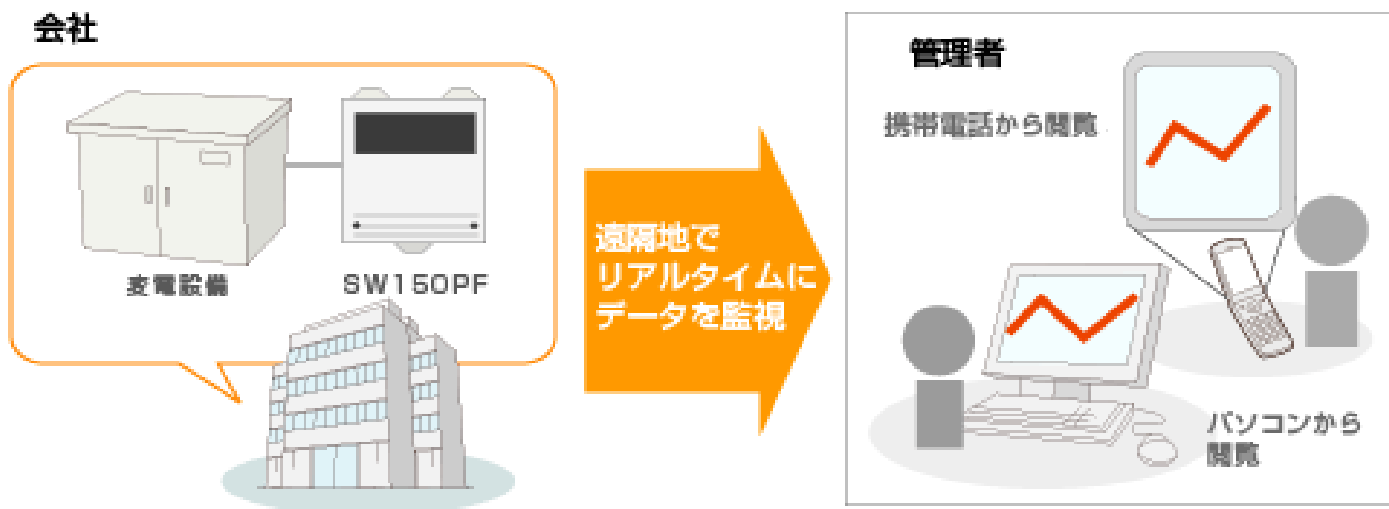 会社
変電設備
SW150PF
遠隔地で
リアルタイムに
データを監視
管理者
携帯電話から閲覧
パソコンから
閲覧